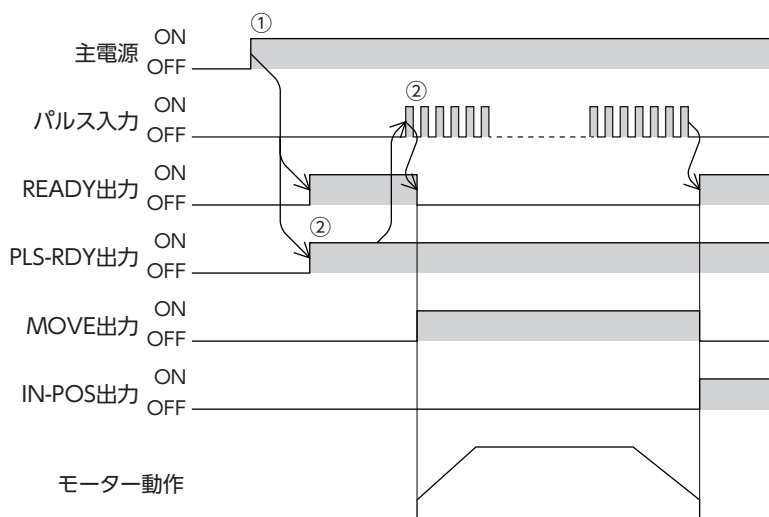 ①
主電源 ON
OFF
パルス入力 ON
OFF
②
READY出力 ON
OFF
②
PLS-RDY出力 ON
OFF
MOVE出力 ON
OFF
IN-POS出力 ON
OFF
モーター動作